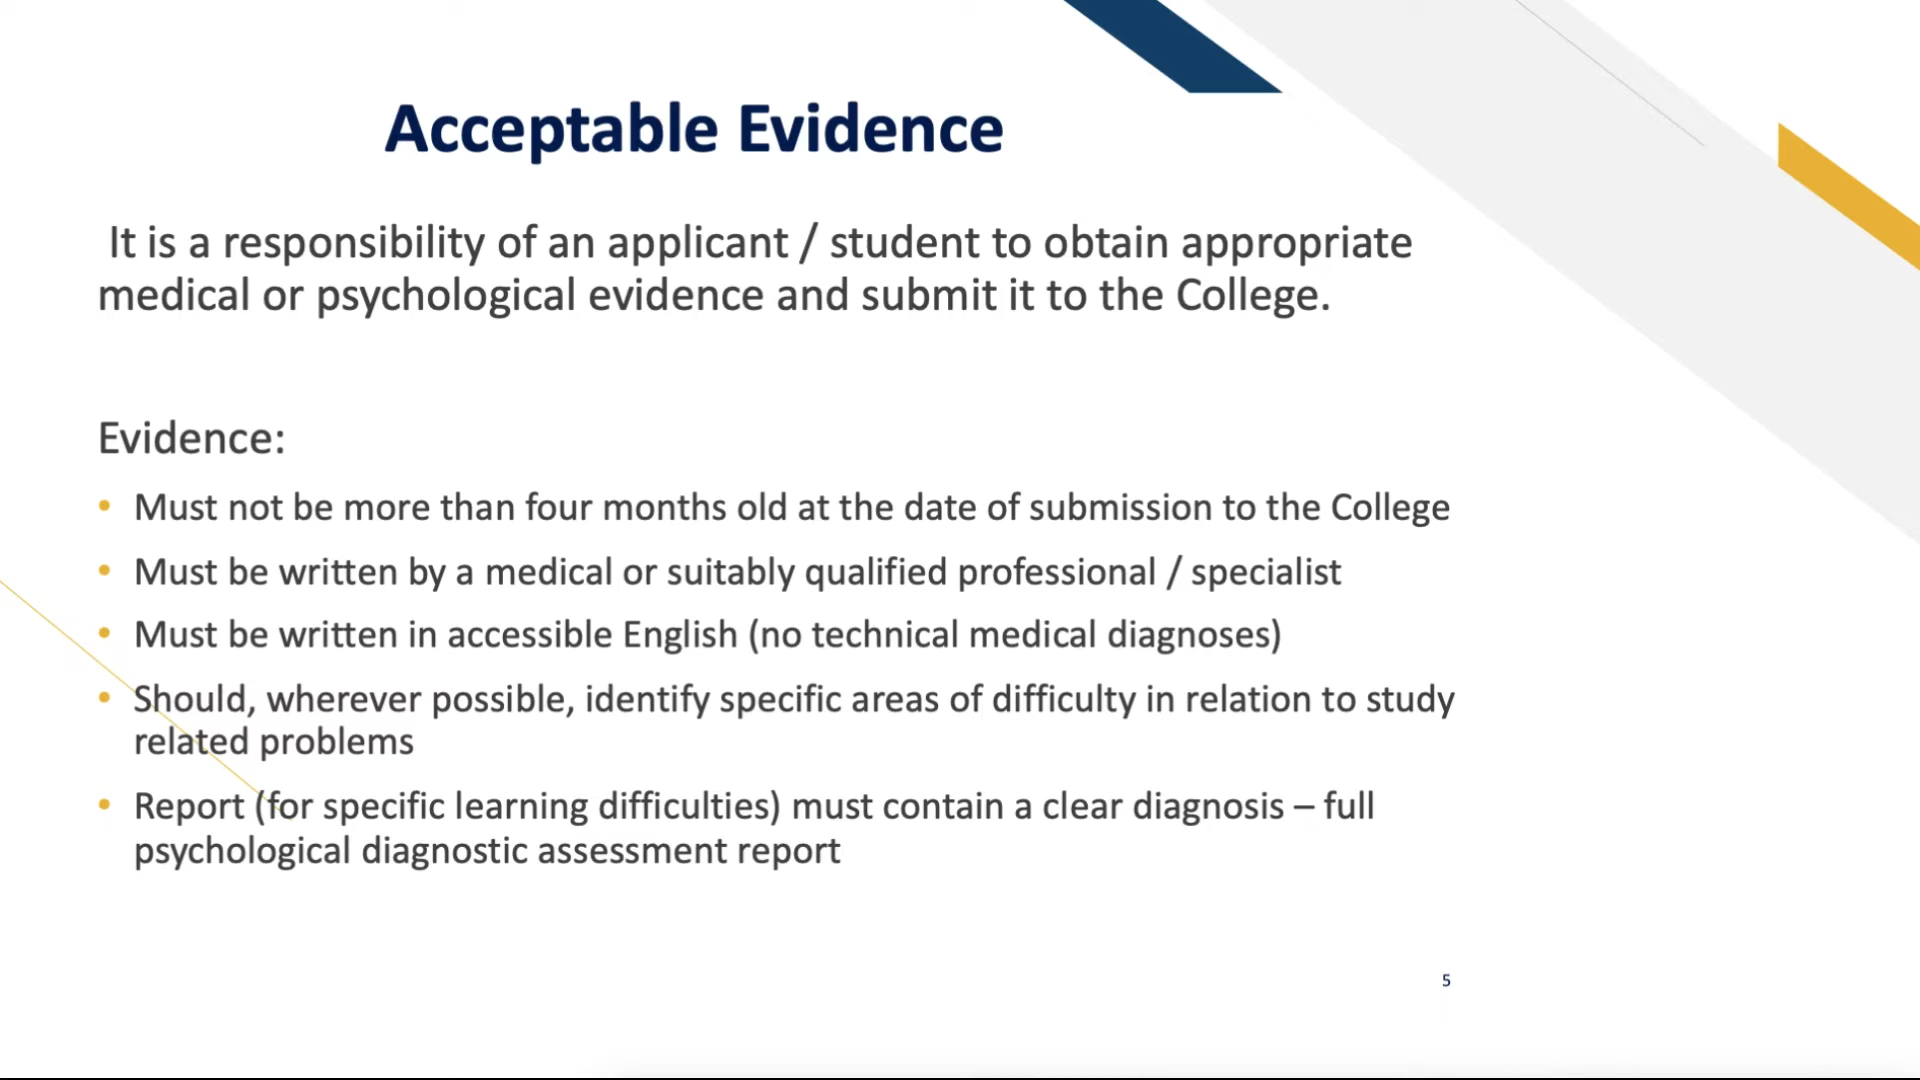 Acceptable Evidence
It is a responsibility of an applicant / student to obtain appropriate
medical or psychological evidence and submit it to the College.
Evidence:
• Must not be more than four months old at the date of submission to the College
• Must be written by a medical or suitably qualified professional / specialist
• Must be written in accessible English (no technical medical diagnoses)
• Should, wherever possible, identify specific areas of difficulty in relation to study
related problems
• Report (for specific learning difficulties) must contain a clear diagnosis – full
psychological diagnostic assessment report
5